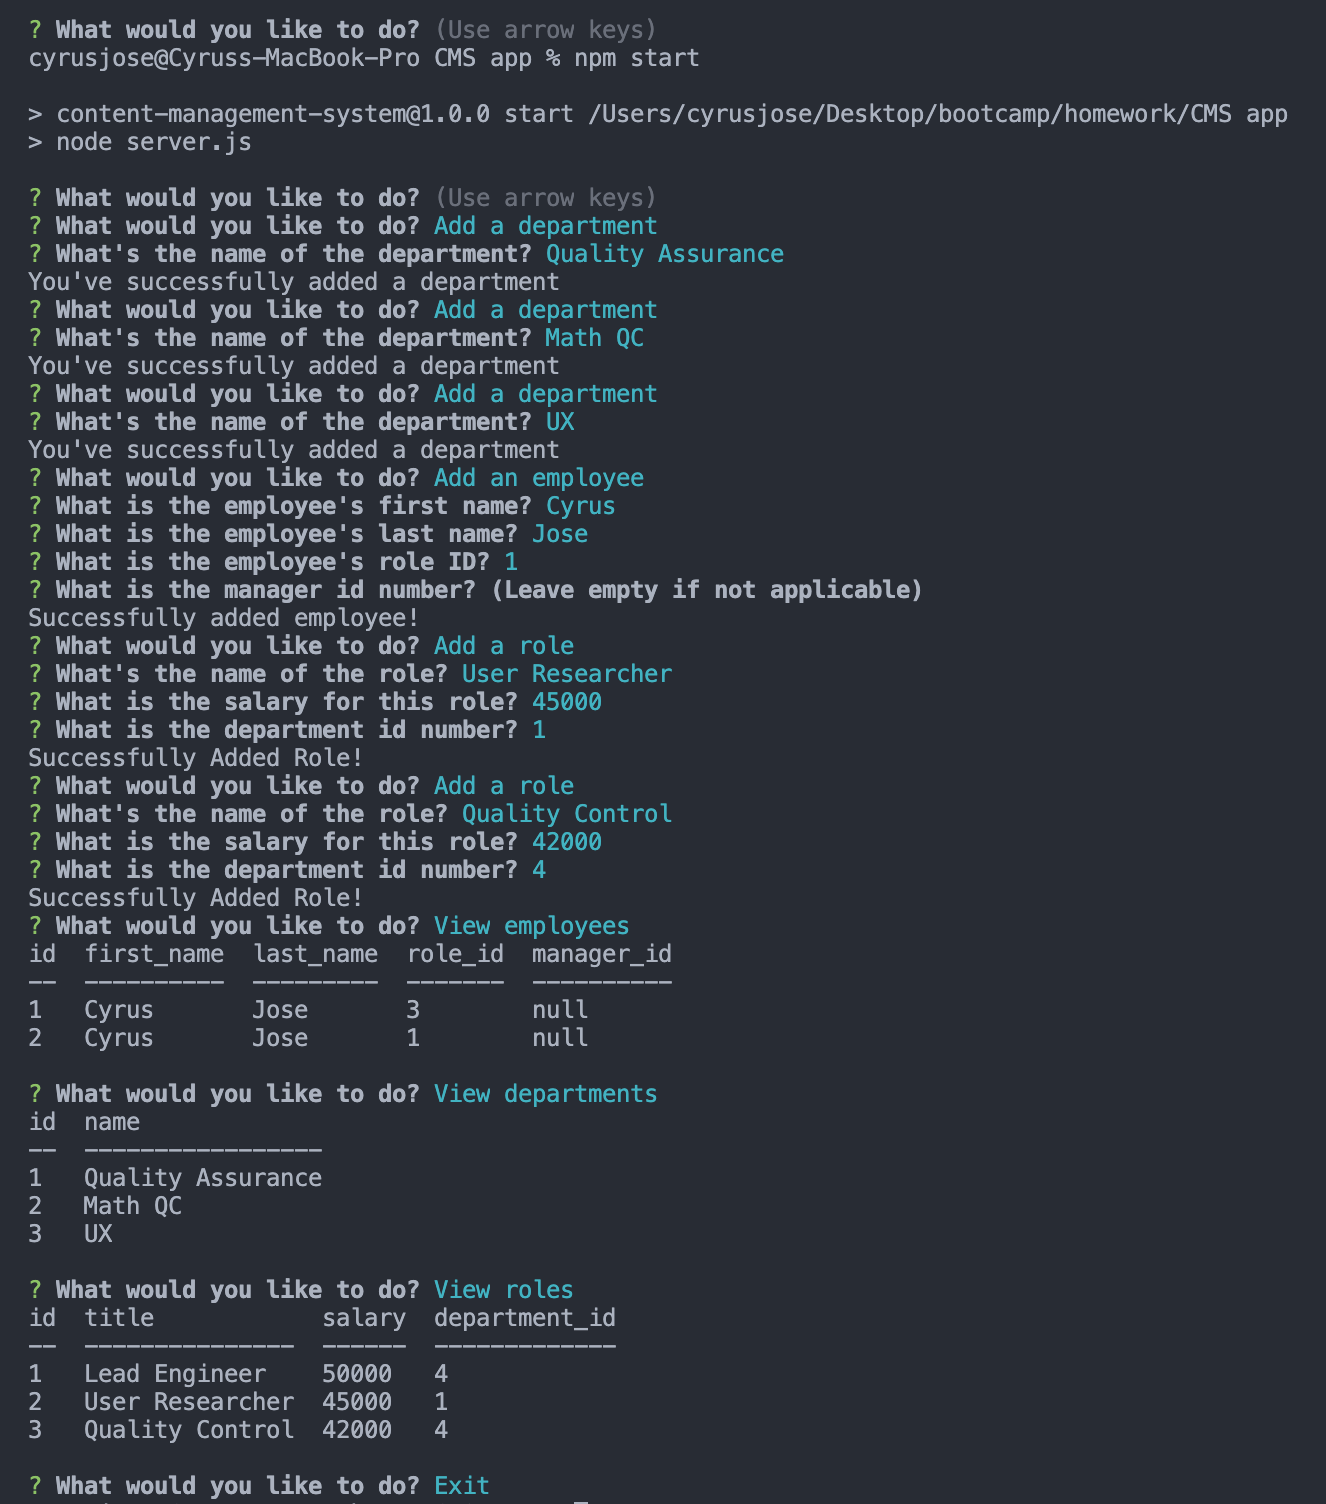 ? What would you like to do? (Use arrow keys)
cyrusjose@Cyruss-MacBook-Pro CMS app % npm start
> content-management-system@1.0.0 start /Users/cyrusjose/Desktop/bootcamp/homework/CMS app
> node server.js
? What would you like to do? (Use arrow keys)
? What would you like to do? Add a department
? What's the name of the department? Quality Assurance
You've successfully added a department
? What would you like to do? Add a department
? What's the name of the department? Math QC
You've successfully added a department
? What would you like to do? Add a department
? What's the name of the department? UX
You've successfully added a department
? What would you like to do? Add an employee
? What is the employee's first name? Cyrus
? What is the employee's last name? Jose
? What is the employee's role ID? 1
? What is the manager id number? (Leave empty if not applicable)
Successfully added employee!
? What would you like to do? Add a role
? What's the name of the role? User Researcher
? What is the salary for this role? 45000
? What is the department id number? 1
Successfully Added Role!
? What would you like to do? Add a role
? What's the name of the role? Quality Control
? What is the salary for this role? 42000
? What is the department id number? 4
Successfully Added Role!
? What would you like to do? View employees
id  first_name  last_name  role_id  manager_id
--  ----------  ---------  -------  ----------
1   Cyrus       Jose       3        null
2   Cyrus       Jose       1        null
? What would you like to do? View departments
id  name
--  -----------------
1   Quality Assurance
2   Math QC
3   UX
? What would you like to do? View roles
id  title            salary  department_id
--  ---------------  ------  -------------
1   Lead Engineer    50000   4
2   User Researcher  45000   1
3   Quality Control  42000   4
? What would you like to do? Exit